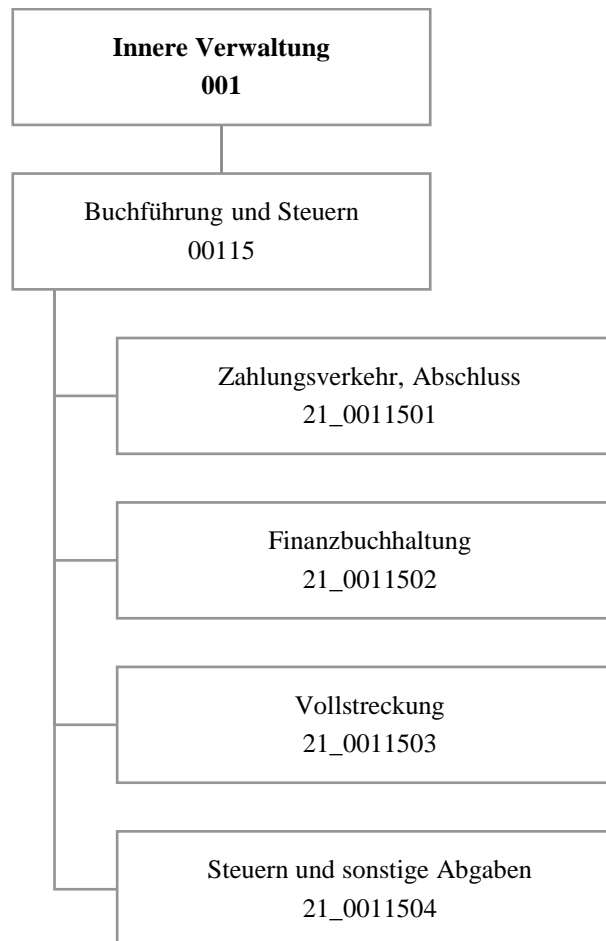 Innere Verwaltung
001
Buchführung und Steuern
00115
Zahlungsverkehr, Abschluss
21_0011501
Finanzbuchhaltung
21_0011502
Vollstreckung
21_0011503
Steuern und sonstige Abgaben
21_0011504